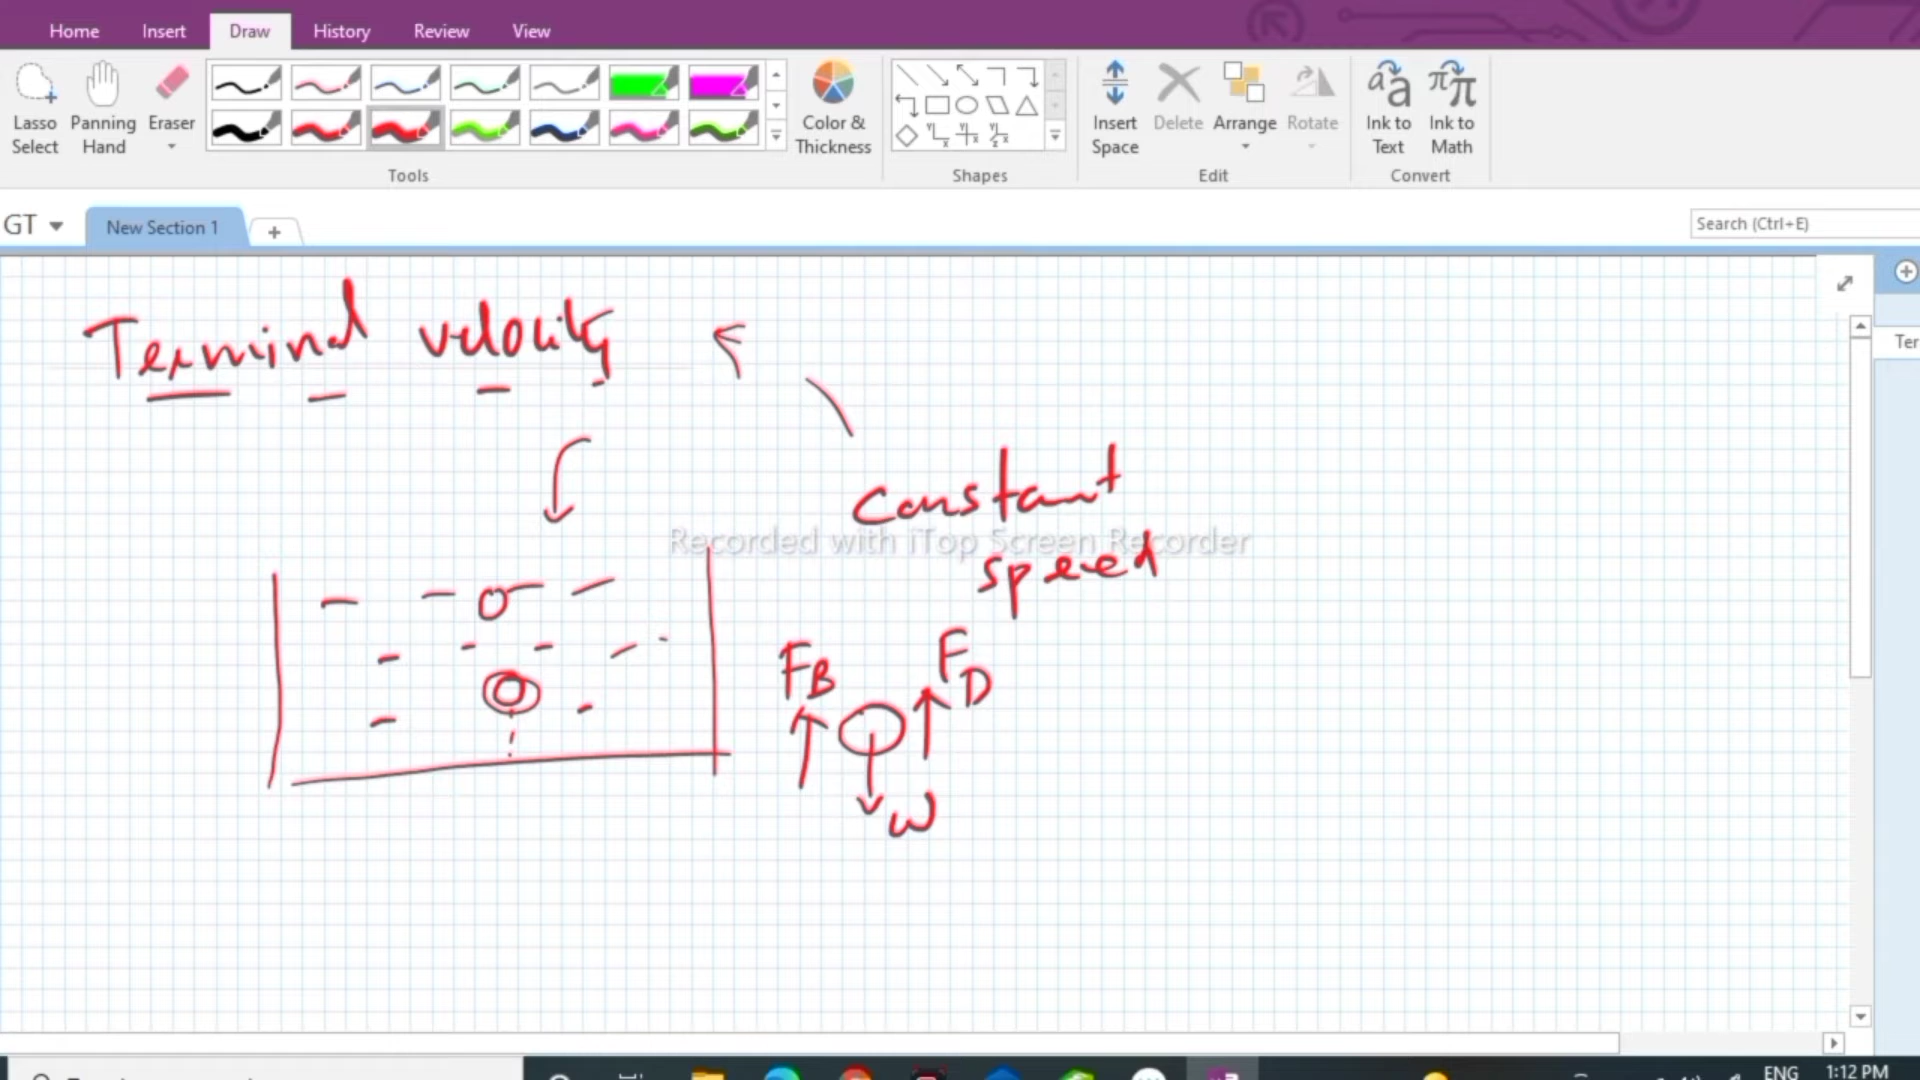 Home Insert Draw History Review View
Lasso Select
Panning Hand
Eraser
Color & Thickness
Insert Space
Delete
Arrange
Rotate
Ink to Text
Ink to Math
Tools
Shapes
Edit
Convert
GT
New Section 1
+
Search (Ctrl+E)
Ter
Terminal velocity
constant
Recorded with iTop Screen Recorder
speed
FB
FD
W
ENG
1:12 PM